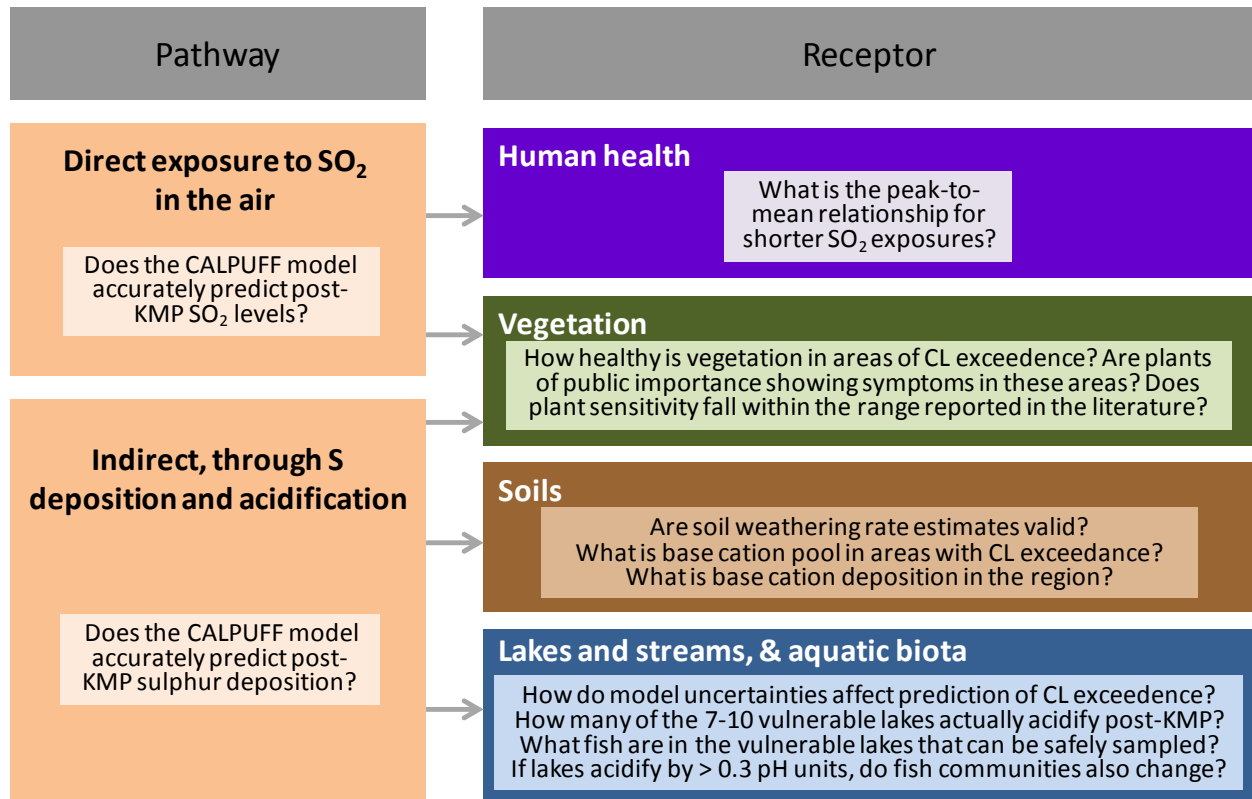 Pathway
Receptor
Direct exposure to SO₂
in the air
Does the CALPUFF model
accurately predict post-
KMP SO₂ levels?
Indirect, through S
deposition and acidification
Does the CALPUFF model
accurately predict post-
KMP sulphur deposition?
Human health
What is the peak-to-
mean relationship for
shorter SO₂ exposures?
Vegetation
How healthy is vegetation in areas of CL exceedence? Are plants
of public importance showing symptoms in these areas? Does
plant sensitivity fall within the range reported in the literature?
Soils
Are soil weathering rate estimates valid?
What is base cation pool in areas with CL exceedance?
What is base cation deposition in the region?
Lakes and streams, & aquatic biota
How do model uncertainties affect prediction of CL exceedence?
How many of the 7-10 vulnerable lakes actually acidify post-KMP?
What fish are in the vulnerable lakes that can be safely sampled?
If lakes acidify by > 0.3 pH units, do fish communities also change?